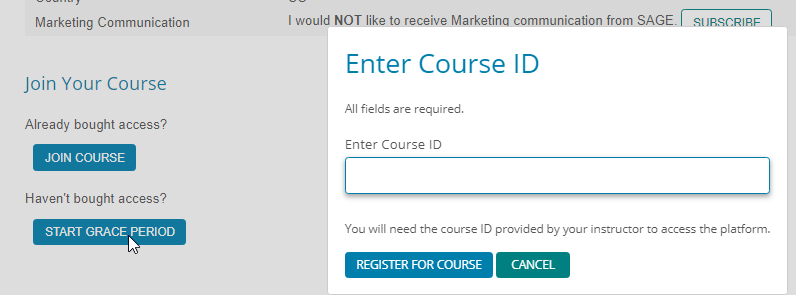 Marketing Communication
I would NOT like to receive Marketing communication from SAGE.
SUBSCRIBE
Join Your Course
Already bought access?
JOIN COURSE
Haven't bought access?
START GRACE PERIOD
Enter Course ID
All fields are required.
Enter Course ID
You will need the course ID provided by your instructor to access the platform.
REGISTER FOR COURSE
CANCEL